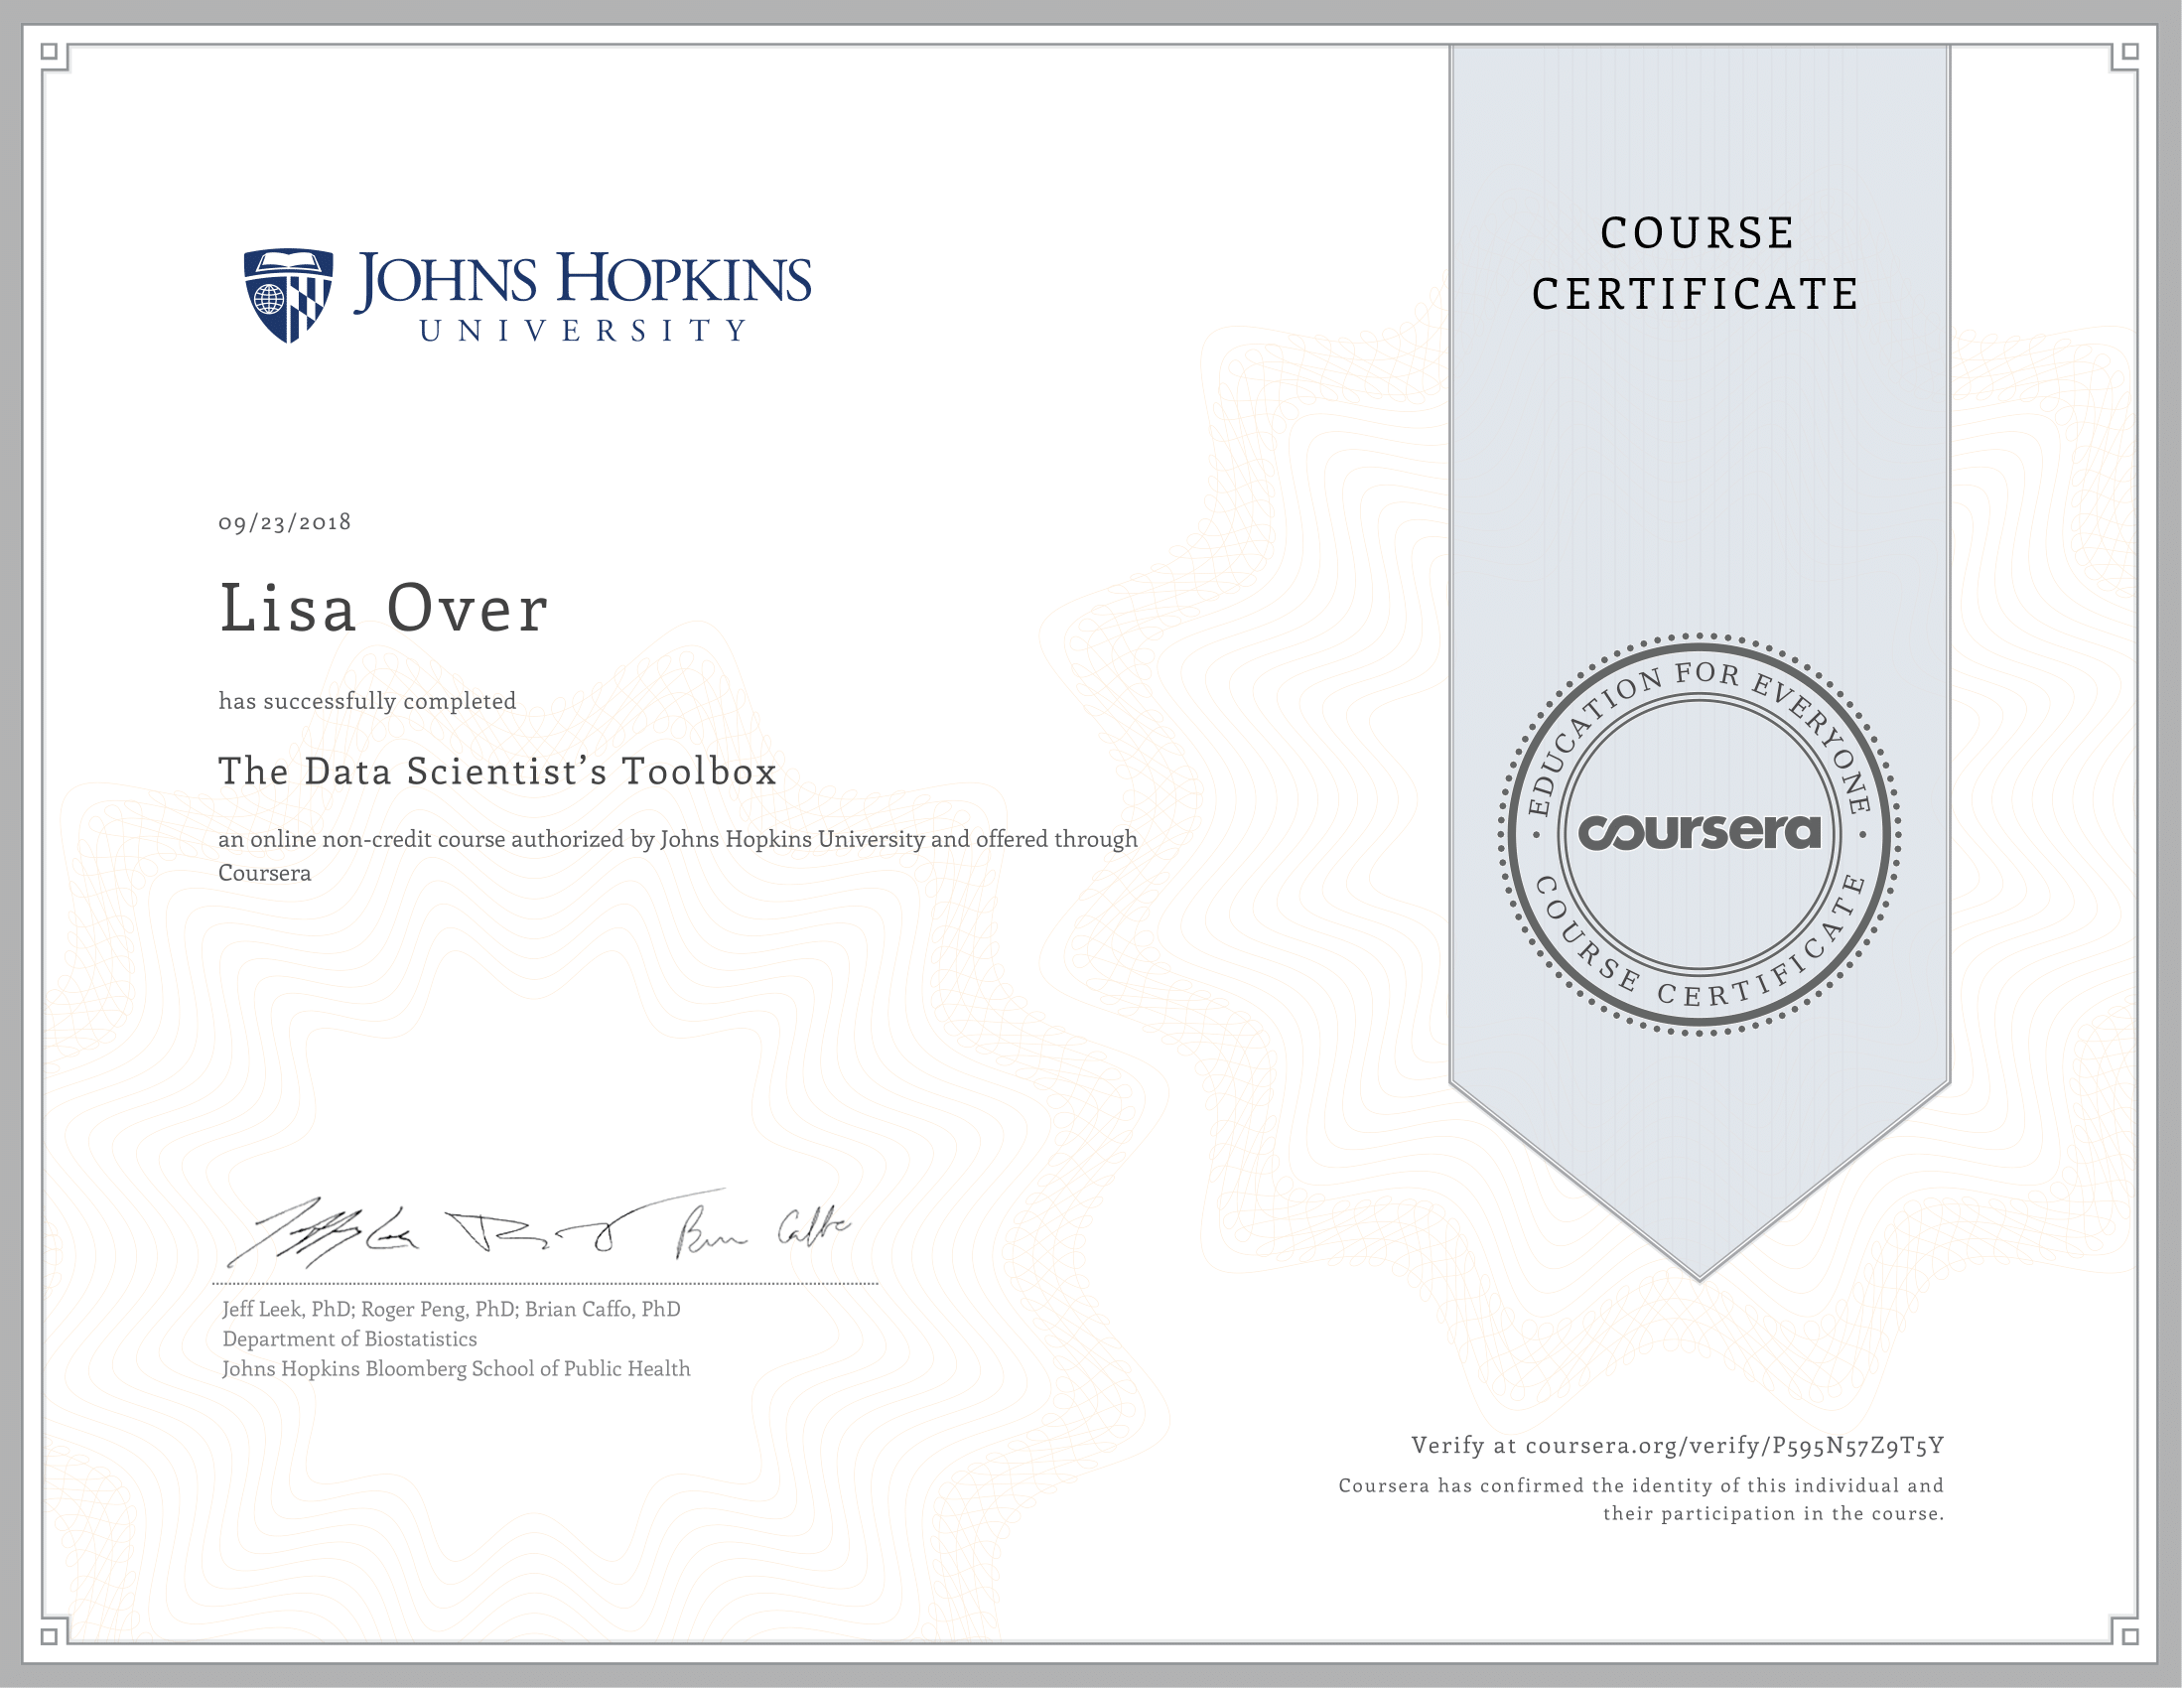 JOHNS HOPKINS
UNIVERSITY
COURSE
CERTIFICATE
09/23/2018
Lisa Over
has successfully completed
The Data Scientist’s Toolbox
an online non-credit course authorized by Johns Hopkins University and offered through
Coursera
EDUCATION FOR EVERYONE
coursera
COURSE CERTIFICATE
Jeff Leek, PhD; Roger Peng, PhD; Brian Caffo, PhD
Department of Biostatistics
Johns Hopkins Bloomberg School of Public Health
Verify at coursera.org/verify/P595N57Z9T5Y
Coursera has confirmed the identity of this individual and
their participation in the course.